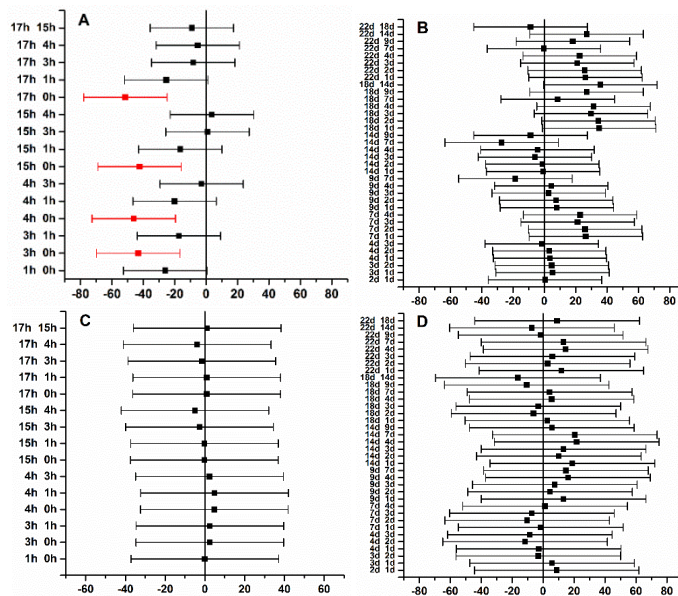 A
17h 15h
17h 4h
17h 3h
17h 1h
17h 0h
15h 4h
15h 3h
15h 1h
15h 0h
4h 3h
4h 1h
4h 0h
3h 1h
3h 0h
1h 0h
-80 -60 -40 -20 0 20 40 60 80
B
22d 18d
22d 14d
22d 9d
22d 7d
22d 4d
22d 3d
22d 2d
22d 1d
18d 14d
18d 9d
18d 7d
18d 4d
18d 3d
18d 2d
18d 1d
14d 9d
14d 7d
14d 4d
14d 3d
14d 2d
14d 1d
9d 7d
9d 4d
9d 3d
9d 2d
9d 1d
7d 4d
7d 3d
7d 2d
7d 1d
4d 3d
4d 2d
4d 1d
3d 2d
3d 1d
2d 1d
-80 -60 -40 -20 0 20 40 60 80
C
17h 15h
17h 4h
17h 3h
17h 1h
17h 0h
15h 4h
15h 3h
15h 1h
15h 0h
4h 3h
4h 1h
4h 0h
3h 1h
3h 0h
1h 0h
-60 -40 -20 0 20 40 60
D
22d 18d
22d 14d
22d 9d
22d 7d
22d 4d
22d 3d
22d 2d
22d 1d
18d 14d
18d 9d
18d 7d
18d 4d
18d 3d
18d 2d
18d 1d
14d 9d
14d 7d
14d 4d
14d 3d
14d 2d
14d 1d
9d 7d
9d 4d
9d 3d
9d 2d
9d 1d
7d 4d
7d 3d
7d 2d
7d 1d
4d 3d
4d 2d
4d 1d
3d 2d
3d 1d
2d 1d
-80 -60 -40 -20 0 20 40 60 80